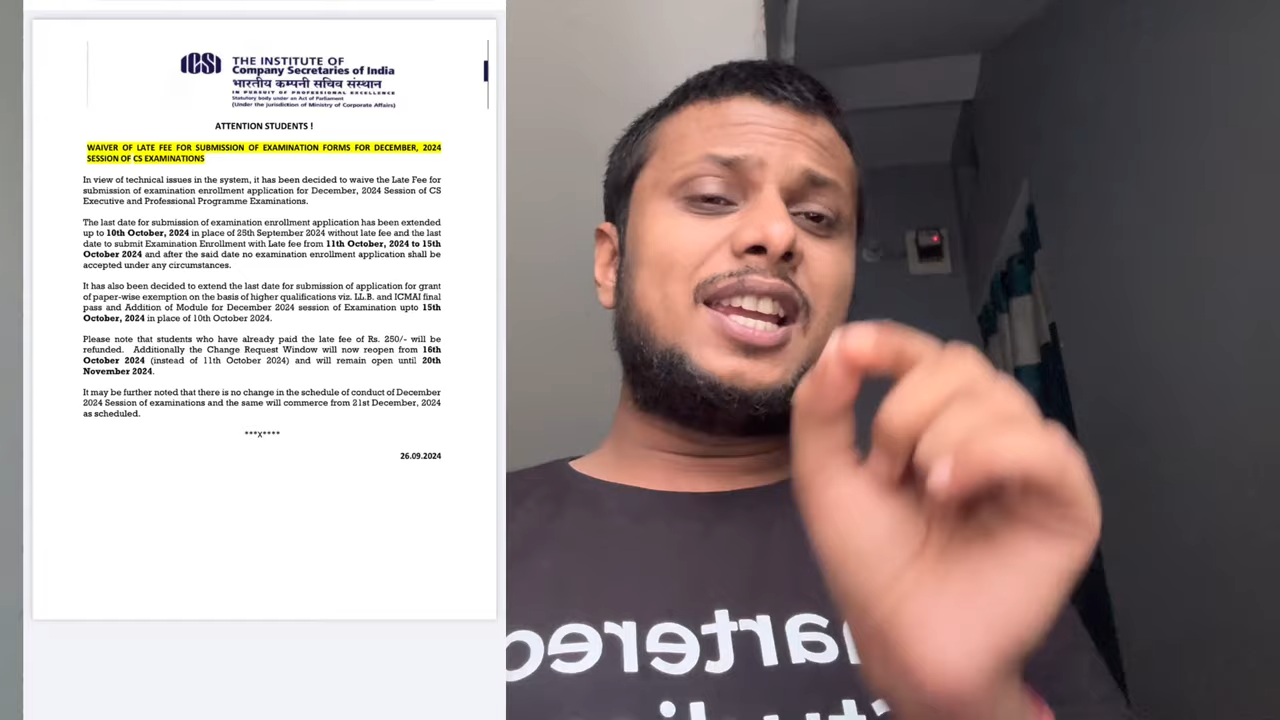 ICSI
THE INSTITUTE OF
Company Secretaries of India
भारतीय कम्पनी सचिव संस्थान
IN PURSUIT OF PROFESSIONAL EXCELLENCE
Statutory body under an Act of Parliament
(Under the jurisdiction of Ministry of Corporate Affairs)
ATTENTION STUDENTS !
WAIVER OF LATE FEE FOR SUBMISSION OF EXAMINATION FORMS FOR DECEMBER, 2024
SESSION OF CS EXAMINATIONS
In view of technical issues in the system, it has been decided to waive the Late Fee for
submission of examination enrollment application for December, 2024 Session of CS
Executive and Professional Programme Examinations.
The last date for submission of examination enrollment application has been extended
up to 10th October, 2024 in place of 25th September 2024 without late fee and the last
date to submit Examination Enrollment with Late fee from 11th October, 2024 to 15th
October 2024 and after the said date no examination enrollment application shall be
accepted under any circumstances.
It has also been decided to extend the last date for submission of application for grant
of paper-wise exemption on the basis of higher qualifications viz. LL.B. and ICMAI final
pass and Addition of Module for December 2024 session of Examination upto 15th
October, 2024 in place of 10th October 2024.
Please note that students who have already paid the late fee of Rs. 250/- will be
refunded. Additionally the Change Request Window will now reopen from 16th
October 2024 (instead of 11th October 2024) and will remain open until 20th
November 2024.
It may be further noted that there is no change in the schedule of conduct of December
2024 Session of examinations and the same will commence from 21st December, 2024
as scheduled.
***x****
26.09.2024